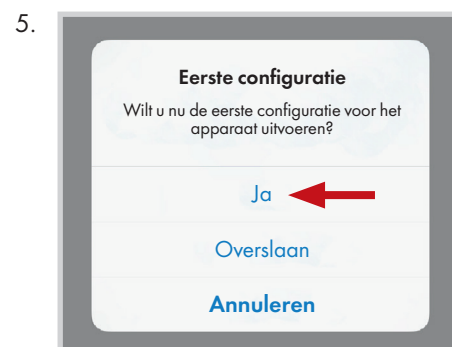 5.
Eerste configuratie
Wilt u nu de eerste configuratie voor het
apparaat uitvoeren?
Ja
Overslaan
Annuleren